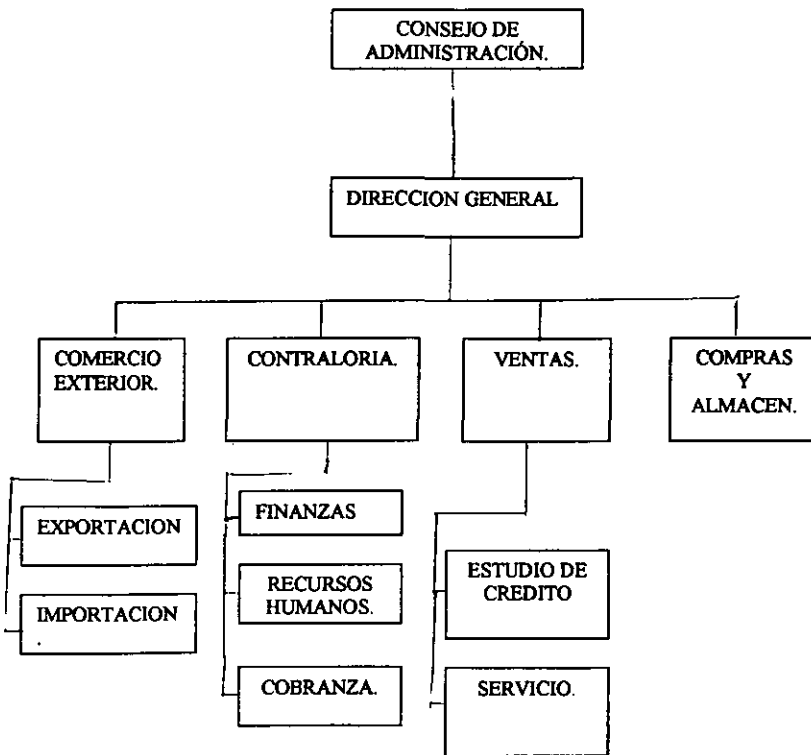 CONSEJO DE
ADMINISTRACIÓN.
DIRECCION GENERAL
COMERCIO
EXTERIOR.
CONTRALORIA.
VENTAS.
COMPRAS
Y
ALMACEN.
EXPORTACION
IMPORTACION
.
FINANZAS
RECURSOS
HUMANOS.
COBRANZA.
ESTUDIO DE
CREDITO
SERVICIO.